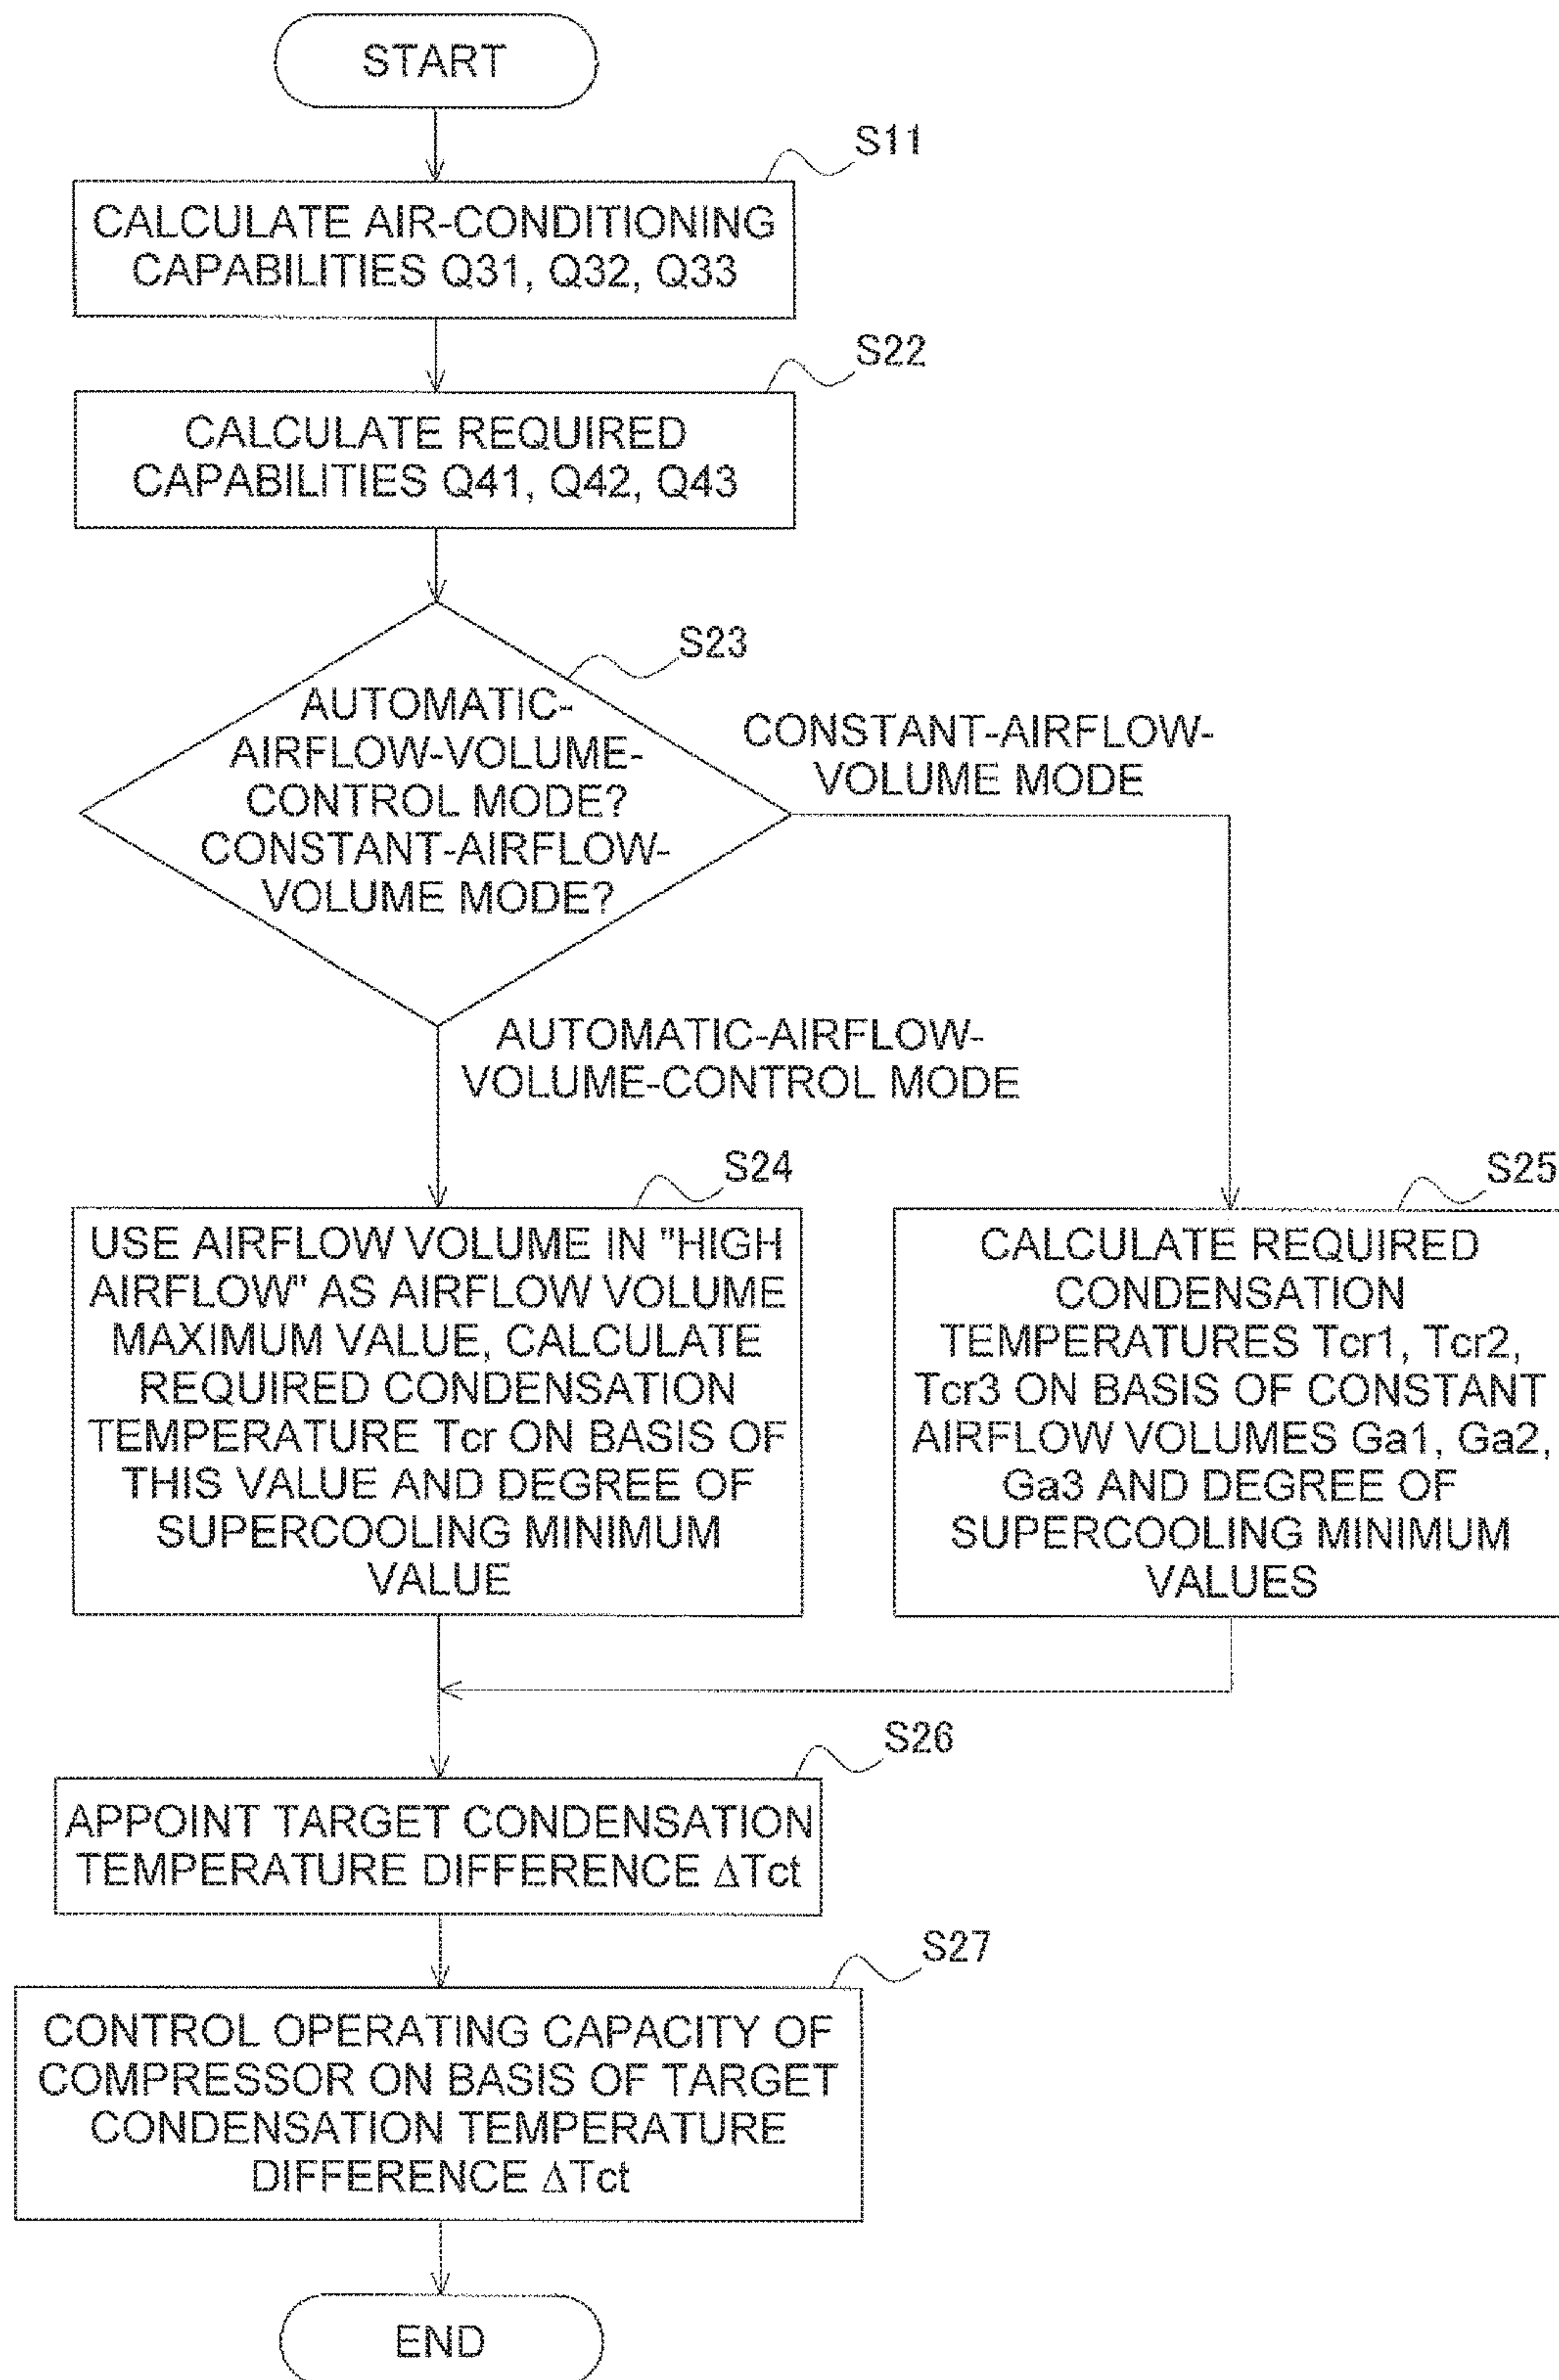 START
S11
CALCULATE AIR-CONDITIONING
CAPABILITIES Q31, Q32, Q33
S22
CALCULATE REQUIRED
CAPABILITIES Q41, Q42, Q43
S23
AUTOMATIC-
AIRFLOW-VOLUME-
CONTROL MODE?
CONSTANT-AIRFLOW-
VOLUME MODE?
CONSTANT-AIRFLOW-
VOLUME MODE
AUTOMATIC-AIRFLOW-
VOLUME-CONTROL MODE
S24
USE AIRFLOW VOLUME IN "HIGH
AIRFLOW" AS AIRFLOW VOLUME
MAXIMUM VALUE, CALCULATE
REQUIRED CONDENSATION
TEMPERATURE Tcr ON BASIS OF
THIS VALUE AND DEGREE OF
SUPERCOOLING MINIMUM
VALUE
S25
CALCULATE REQUIRED
CONDENSATION
TEMPERATURES Tcr1, Tcr2,
Tcr3 ON BASIS OF CONSTANT
AIRFLOW VOLUMES Ga1, Ga2,
Ga3 AND DEGREE OF
SUPERCOOLING MINIMUM
VALUES
S26
APPOINT TARGET CONDENSATION
TEMPERATURE DIFFERENCE ΔTct
S27
CONTROL OPERATING CAPACITY OF
COMPRESSOR ON BASIS OF TARGET
CONDENSATION TEMPERATURE
DIFFERENCE ΔTct
END